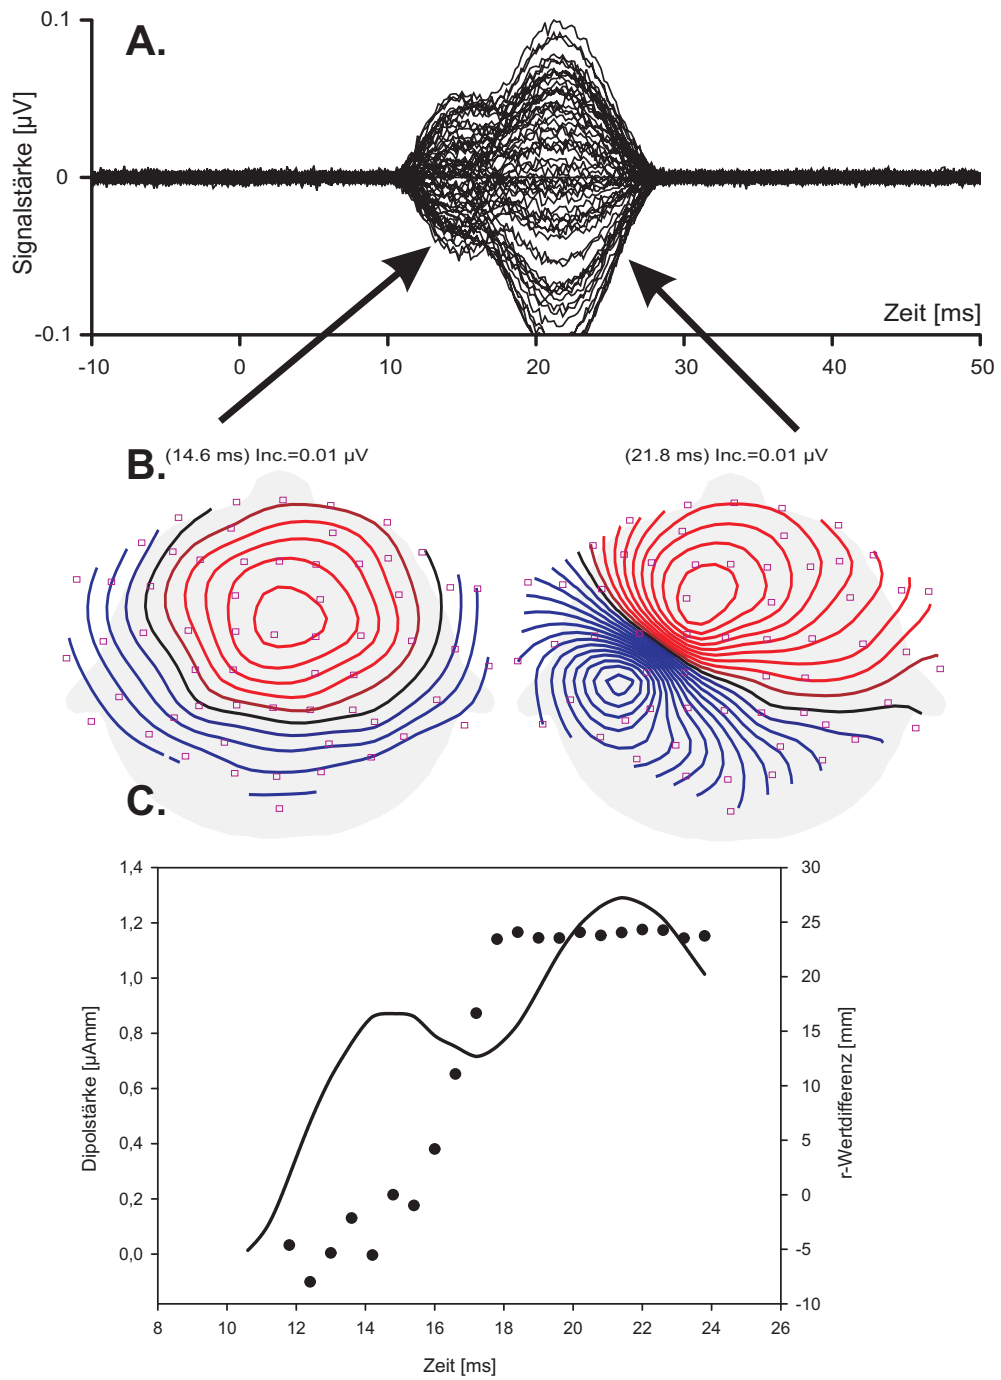 A.
0.1
0
-0.1
Signalstärke [µV]
Zeit [ms]
-10 0 10 20 30 40 50
B.
(14.6 ms) Inc.=0.01 µV
(21.8 ms) Inc.=0.01 µV
C.
1,4
1,2
1,0
0,8
0,6
0,4
0,2
0,0
Dipolstärke [µAmm]
30
25
20
15
10
5
0
-5
-10
r-Wertdifferenz [mm]
8 10 12 14 16 18 20 22 24 26
Zeit [ms]